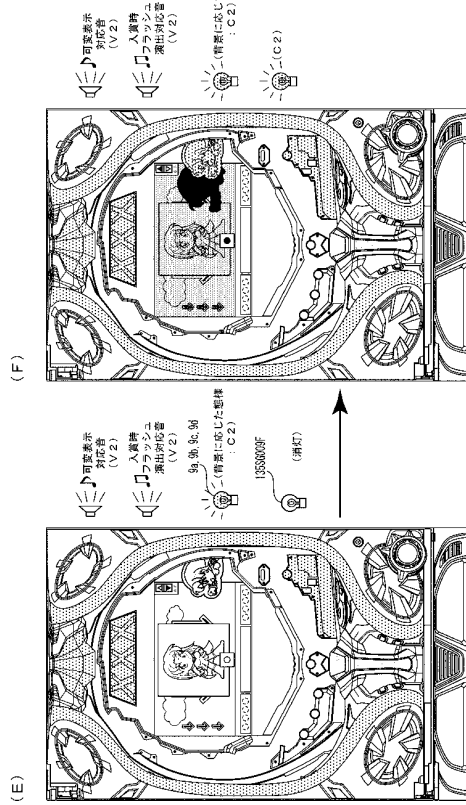 (E)
♪可変表示
対応音
(V2)
入賞時
♫フラッシュ
演出対応音
(V2)
9a,9b,9c,9d
(背景に応じた態様
:C2)
135SG009F
(消灯)
(F)
♪可変表示
対応音
(V2)
入賞時
♫フラッシュ
演出対応音
(V2)
(背景に応じ
:C2)
(C2)